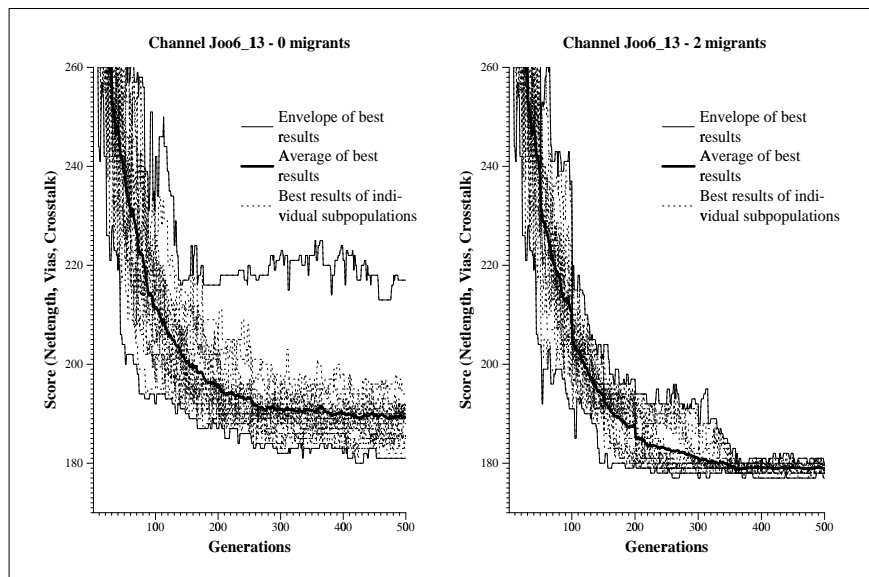 Channel Joo6_13 - 0 migrants
260
240
220
200
180
Score (Netlength, Vias, Crosstalk)
Envelope of best
results
Average of best
results
Best results of indi-
vidual subpopulations
100
200
300
400
500
Generations
Channel Joo6_13 - 2 migrants
260
240
220
200
180
Score (Netlength, Vias, Crosstalk)
Envelope of best
results
Average of best
results
Best results of indi-
vidual subpopulations
100
200
300
400
500
Generations